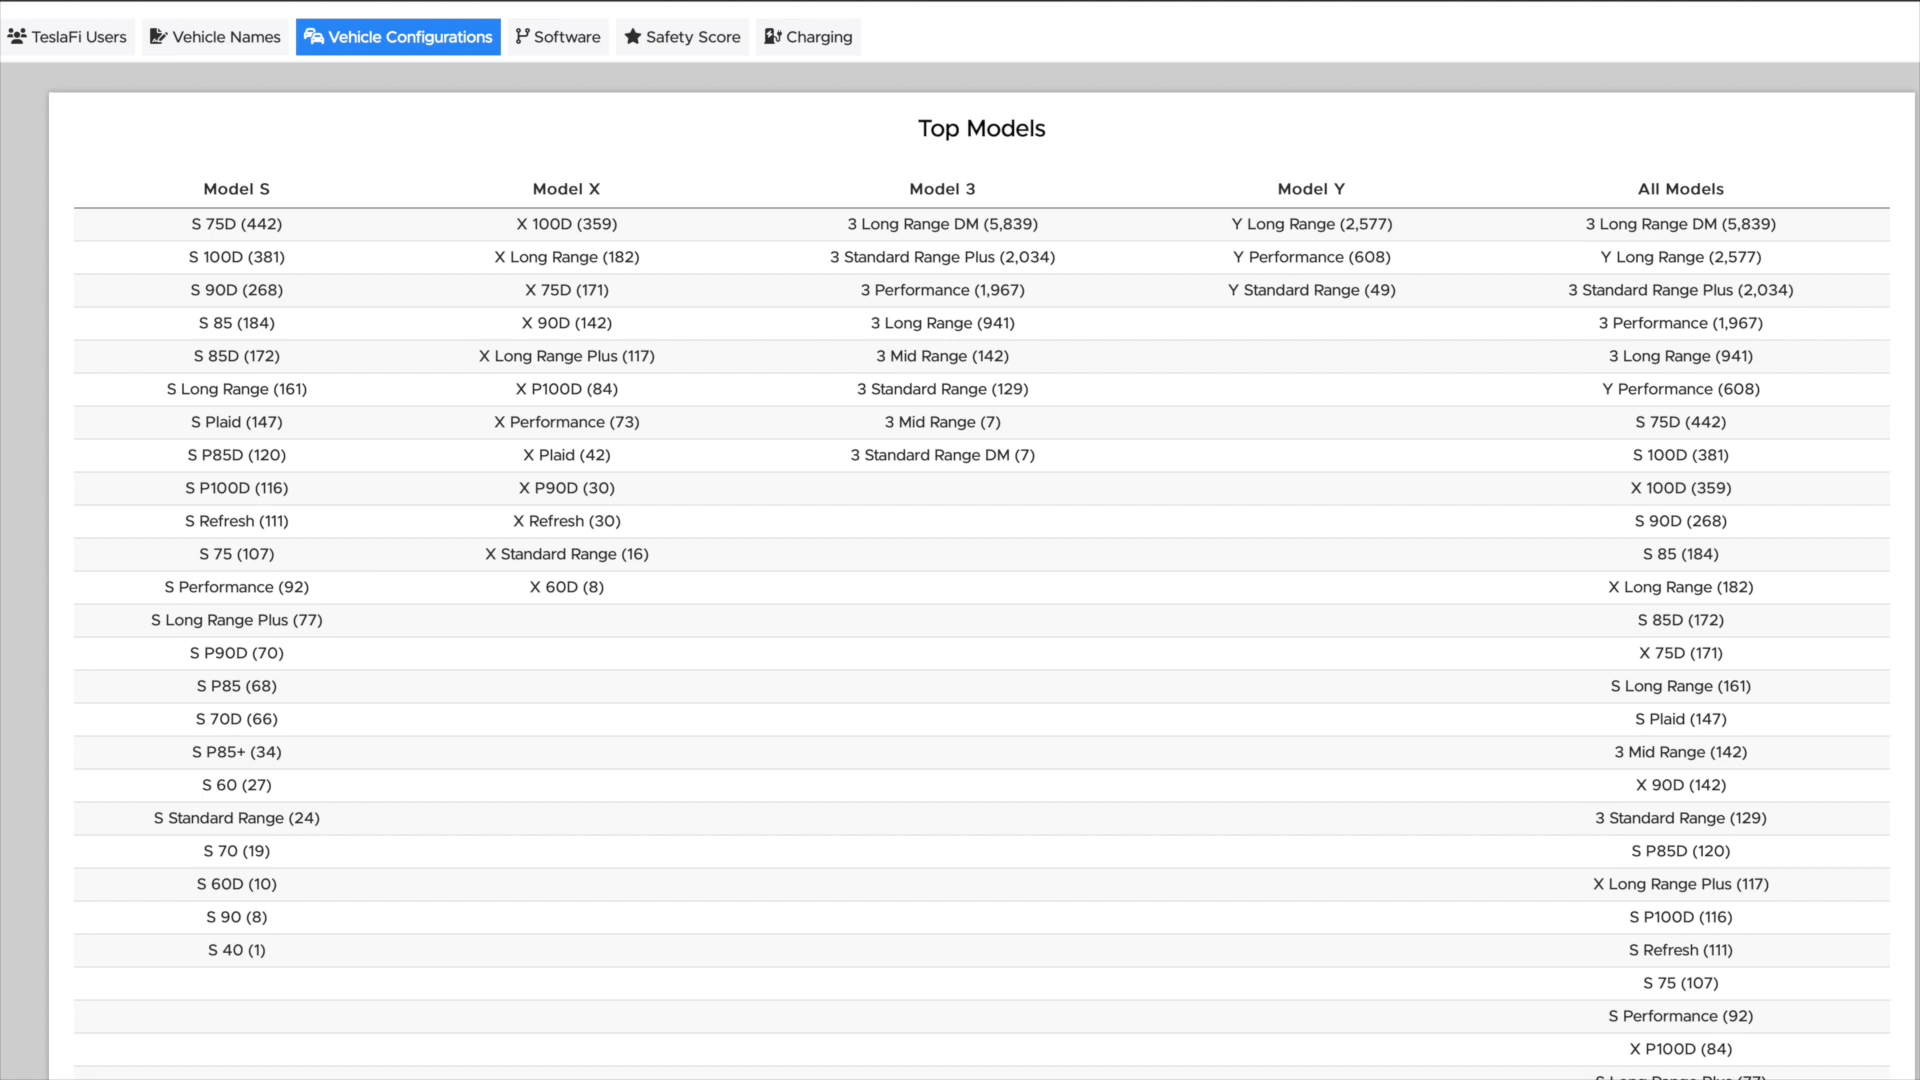 TeslaFi Users Vehicle Names Vehicle Configurations Software Safety Score Charging
Top Models
Model S Model X Model 3 Model Y All Models
S 75D (442) X 100D (359) 3 Long Range DM (5,839) Y Long Range (2,577) 3 Long Range DM (5,839)
S 100D (381) X Long Range (182) 3 Standard Range Plus (2,034) Y Performance (608) Y Long Range (2,577)
S 90D (268) X 75D (171) 3 Performance (1,967) Y Standard Range (49) 3 Standard Range Plus (2,034)
S 85 (184) X 90D (142) 3 Long Range (941) 3 Performance (1,967)
S 85D (172) X Long Range Plus (117) 3 Mid Range (142) 3 Long Range (941)
S Long Range (161) X P100D (84) 3 Standard Range (129) Y Performance (608)
S Plaid (147) X Performance (73) 3 Mid Range (7) S 75D (442)
S P85D (120) X Plaid (42) 3 Standard Range DM (7) S 100D (381)
S P100D (116) X P90D (30) X 100D (359)
S Refresh (111) X Refresh (30) S 90D (268)
S 75 (107) X Standard Range (16) S 85 (184)
S Performance (92) X 60D (8) X Long Range (182)
S Long Range Plus (77) S 85D (172)
S P90D (70) X 75D (171)
S P85 (68) S Long Range (161)
S 70D (66) S Plaid (147)
S P85+ (34) 3 Mid Range (142)
S 60 (27) X 90D (142)
S Standard Range (24) 3 Standard Range (129)
S 70 (19) S P85D (120)
S 60D (10) X Long Range Plus (117)
S 90 (8) S P100D (116)
S 40 (1) S Refresh (111)
S 75 (107)
S Performance (92)
X P100D (84)
S Long Range Plus (77)